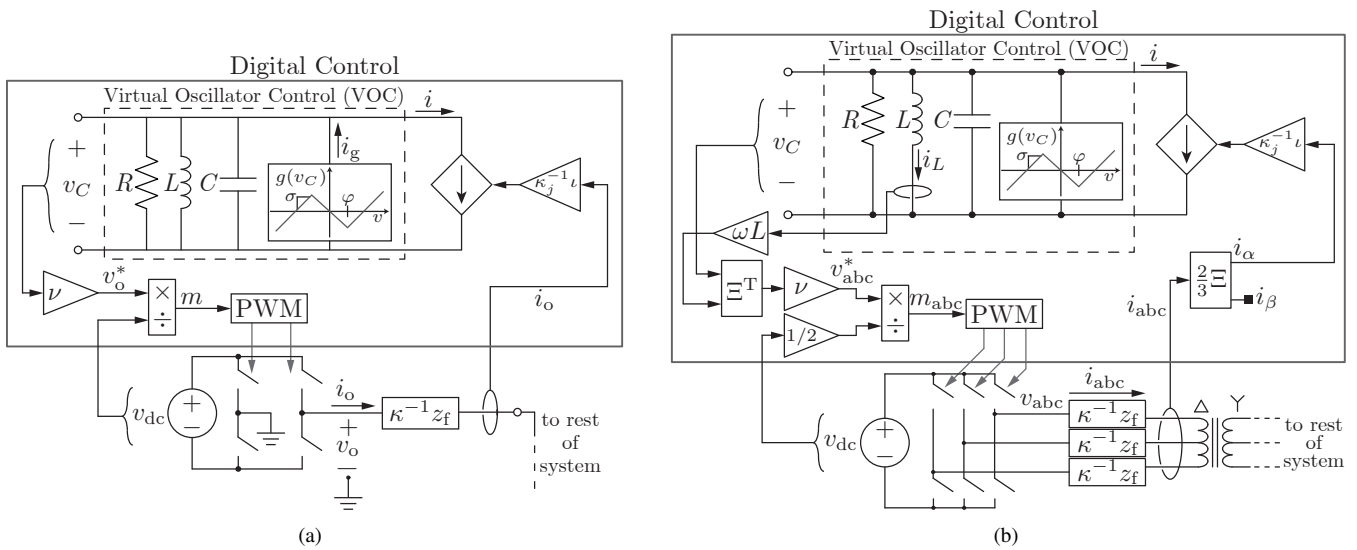 Digital Control
Virtual Oscillator Control (VOC)
i
+
v_C
−
R
L
C
i_g
g(v_C)
σ
φ
v
κ_j^{-1}ι
ν
v_o^*
×
÷
m
PWM
i_o
v_dc
+
−
i_o
+
v_o
−
κ^{-1}z_f
to rest
of
system
(a)
Digital Control
Virtual Oscillator Control (VOC)
i
+
v_C
−
R
L
C
i_L
g(v_C)
σ
φ
v
κ_j^{-1}ι
ωL
Ξ^T
ν
v_abc^*
1/2
×
÷
m_abc
PWM
i_abc
2/3 Ξ
i_α
i_β
v_dc
+
−
v_abc
i_abc
κ^{-1}z_f
κ^{-1}z_f
κ^{-1}z_f
Δ
Y
to rest
of
system
(b)